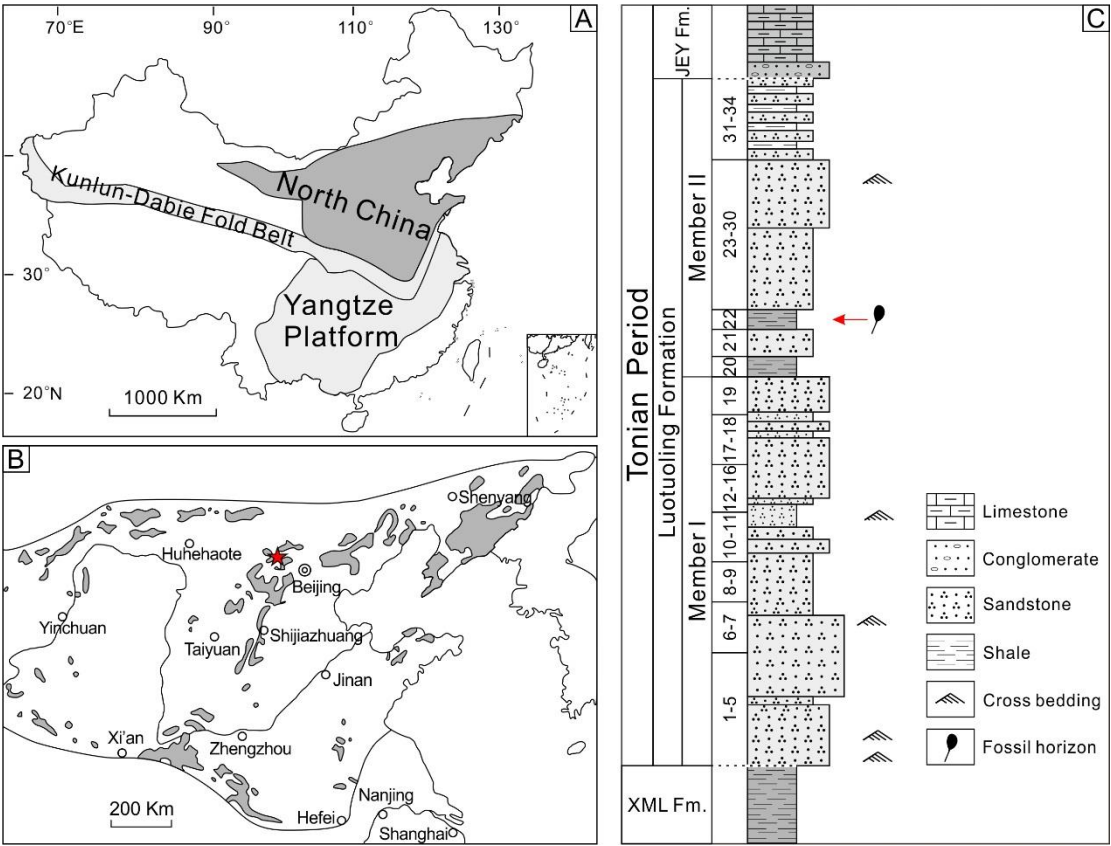 A
70°E
90°
110°
130°
Kunlun-Dabie Fold Belt
North China
30°
Yangtze
Platform
20°N
1000 Km
B
Shenyang
Huhehaote
Beijing
Yinchuan
Taiyuan
Shijiazhuang
Jinan
Xi'an
Zhengzhou
200 Km
Hefei
Nanjing
Shanghai
C
JEY Fm.
Tonian Period
Luotuoling Formation
Member II
Member I
31-34
23-30
22
21
20
19
17-18
12-16
10-11
8-9
6-7
1-5
XML Fm.
Limestone
Conglomerate
Sandstone
Shale
Cross bedding
Fossil horizon